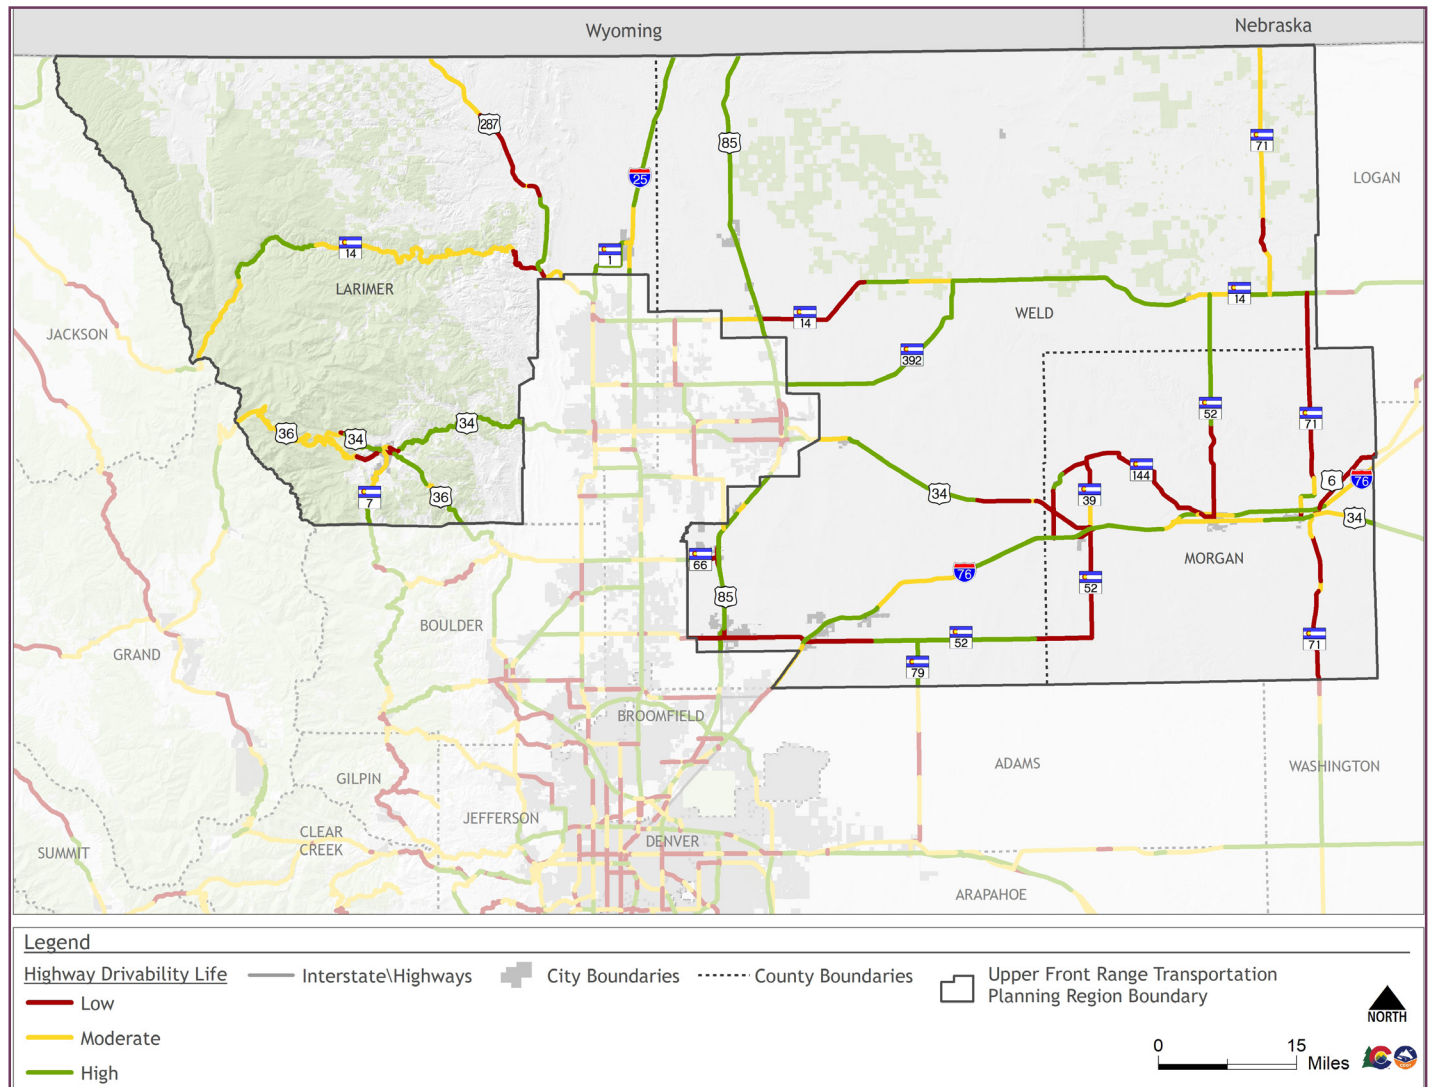 Wyoming
Nebraska
287
85
25
71
LOGAN
14
1
LARIMER
14
WELD
14
JACKSON
392
52
71
36
34
34
144
6
76
7
36
34
39
34
66
MORGAN
76
52
85
BOULDER
52
71
GRAND
79
BROOMFIELD
ADAMS
WASHINGTON
GILPIN
JEFFERSON
CLEAR
CREEK
DENVER
SUMMIT
ARAPAHOE
Legend
Highway Drivability Life
Interstate\Highways
City Boundaries
County Boundaries
Upper Front Range Transportation
Planning Region Boundary
Low
Moderate
High
NORTH
0 15
Miles